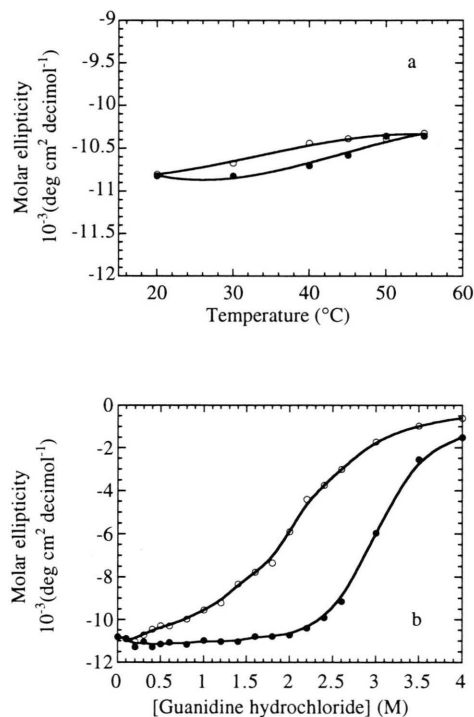 -9
a
-9.5
-10
-10.5
-11
-11.5
-12
Molar ellipticity
10⁻³(deg cm² decimol⁻¹)
20 30 40 50 60
Temperature (°C)
0
-2
-4
-6
-8
-10
-12
b
Molar ellipticity
10⁻³(deg cm² decimol⁻¹)
0 0.5 1 1.5 2 2.5 3 3.5 4
[Guanidine hydrochloride] (M)